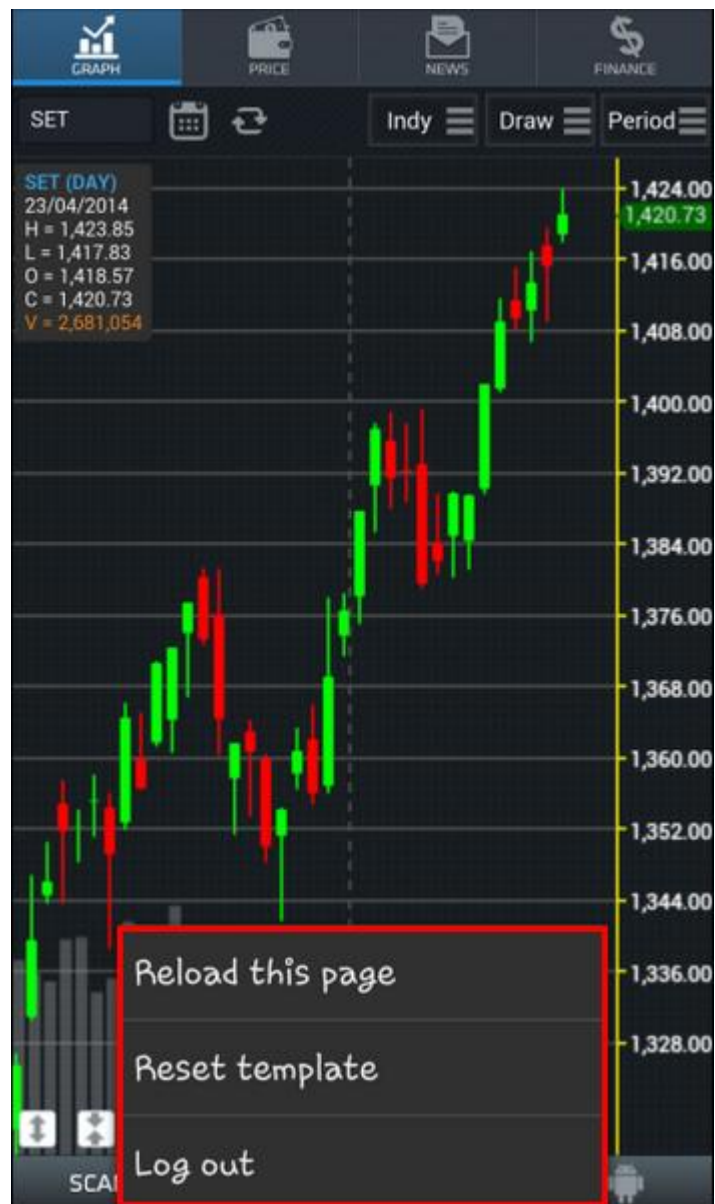 GRAPH PRICE NEWS FINANCE
SET Indy Draw Period
SET (DAY)
23/04/2014
H = 1,423.85
L = 1,417.83
O = 1,418.57
C = 1,420.73
V = 2,681,054
1,424.00
1,420.73
1,416.00
1,408.00
1,400.00
1,392.00
1,384.00
1,376.00
1,368.00
1,360.00
1,352.00
1,344.00
1,336.00
1,328.00
Reload this page
Reset template
Log out